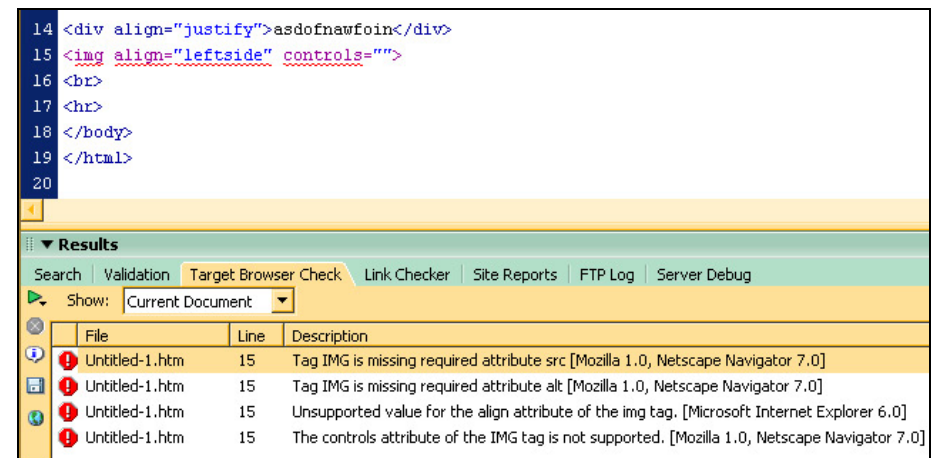 14 <div align="justify">asdofnawfoin</div>
15 <img align="leftside" controls="">
16 <br>
17 <hr>
18 </body>
19 </html>
20
Results
Search Validation Target Browser Check Link Checker Site Reports FTP Log Server Debug
Show: Current Document
File Line Description
Untitled-1.htm 15 Tag IMG is missing required attribute src [Mozilla 1.0, Netscape Navigator 7.0]
Untitled-1.htm 15 Tag IMG is missing required attribute alt [Mozilla 1.0, Netscape Navigator 7.0]
Untitled-1.htm 15 Unsupported value for the align attribute of the img tag. [Microsoft Internet Explorer 6.0]
Untitled-1.htm 15 The controls attribute of the IMG tag is not supported. [Mozilla 1.0, Netscape Navigator 7.0]